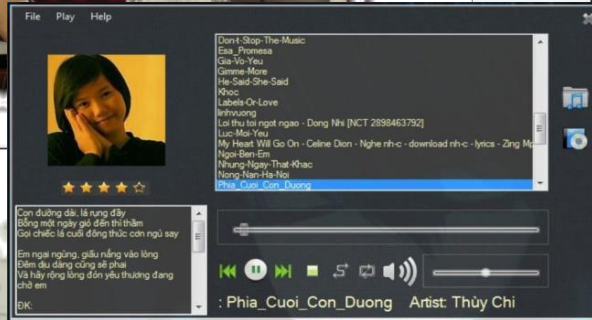 File Play Help
Don-t-Stop-The-Music
Esa_Promesa
Gia-Vo-Yeu
Gimme-More
He-Said-She-Said
Khoc
Labels-Or-Love
linhvuong
Loi thu toi ngot ngao - Dong Nhi [NCT 2898463792]
Luc-Moi-Yeu
My Heart Will Go On - Celine Dion - Nghe nh-c - download nh-c - lyrics - Zing Mp
Ngoi-Ben-Em
Nhung-Ngay-That-Khac
Nong-Nan-Ha-Noi
Phia_Cuoi_Con_Duong
Con đường dài, lá rụng đầy
Bỗng một ngày gió đến thì thầm
Gọi chiếc lá cuối đông thức cơn ngủ say
Em ngại ngùng, giấu nắng vào lòng
Đêm dịu dàng cũng sẽ phai
Và hãy rộng lòng đón yêu thương đang
chờ em
ĐK:
: Phia_Cuoi_Con_Duong Artist: Thùy Chi